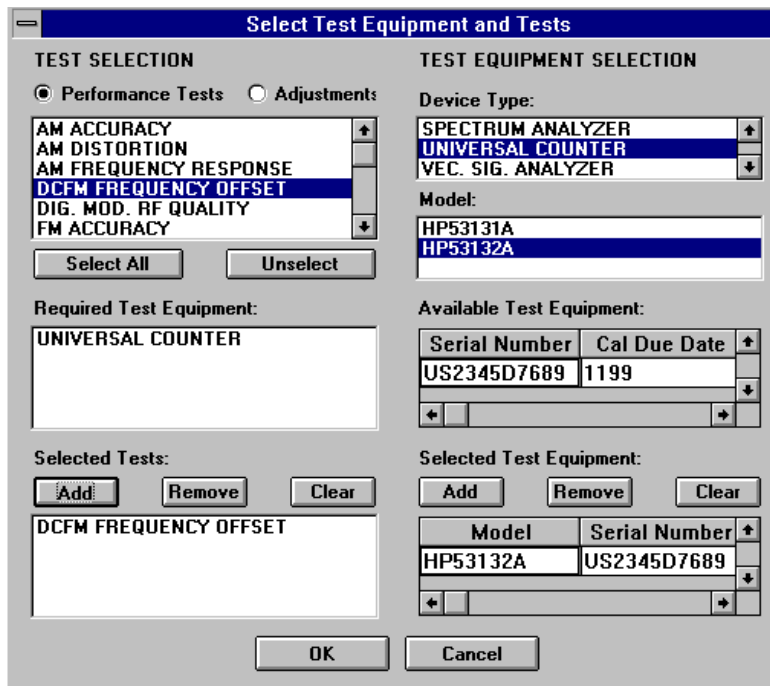 Select Test Equipment and Tests
TEST SELECTION
Performance Tests
Adjustments
AM ACCURACY
AM DISTORTION
AM FREQUENCY RESPONSE
DCFM FREQUENCY OFFSET
DIG. MOD. RF QUALITY
FM ACCURACY
Select All
Unselect
Required Test Equipment:
UNIVERSAL COUNTER
Selected Tests:
Add
Remove
Clear
DCFM FREQUENCY OFFSET
TEST EQUIPMENT SELECTION
Device Type:
SPECTRUM ANALYZER
UNIVERSAL COUNTER
VEC. SIG. ANALYZER
Model:
HP53131A
HP53132A
Available Test Equipment:
Serial Number
Cal Due Date
US2345D7689
1199
Selected Test Equipment:
Add
Remove
Clear
Model
Serial Number
HP53132A
US2345D7689
OK
Cancel